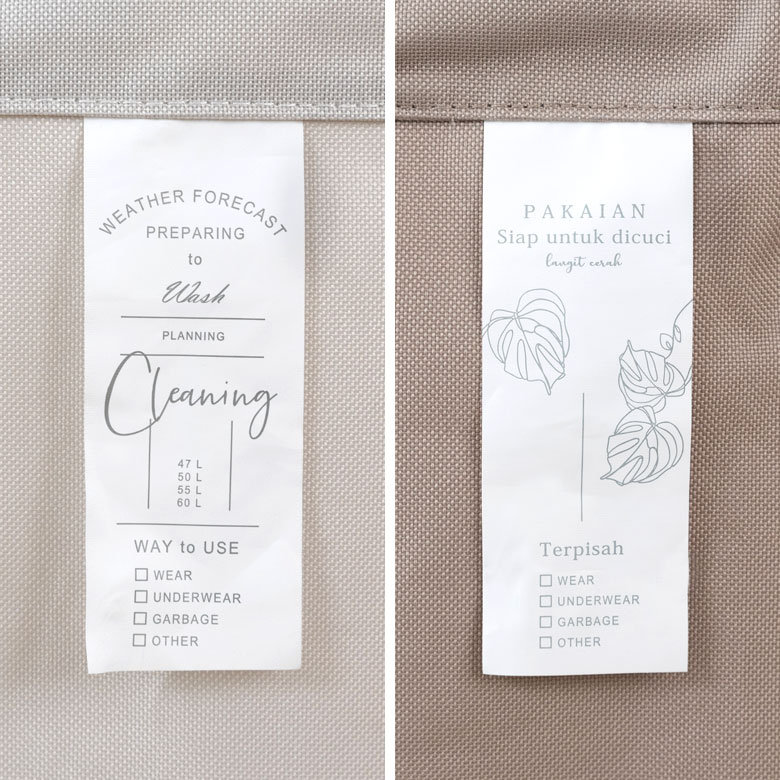 WEATHER FORECAST
PREPARING
to
Wash
PLANNING
Cleaning
47 L
50 L
55 L
60 L
WAY to USE
WEAR
UNDERWEAR
GARBAGE
OTHER
PAKAIAN
Siap untuk dicuci
langit cerah
Terpisah
WEAR
UNDERWEAR
GARBAGE
OTHER